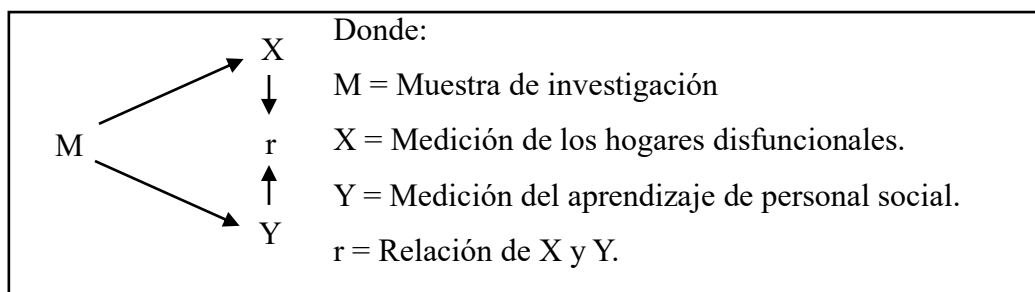 X
M
r
Y
Donde:
M = Muestra de investigación
X = Medición de los hogares disfuncionales.
Y = Medición del aprendizaje de personal social.
r = Relación de X y Y.